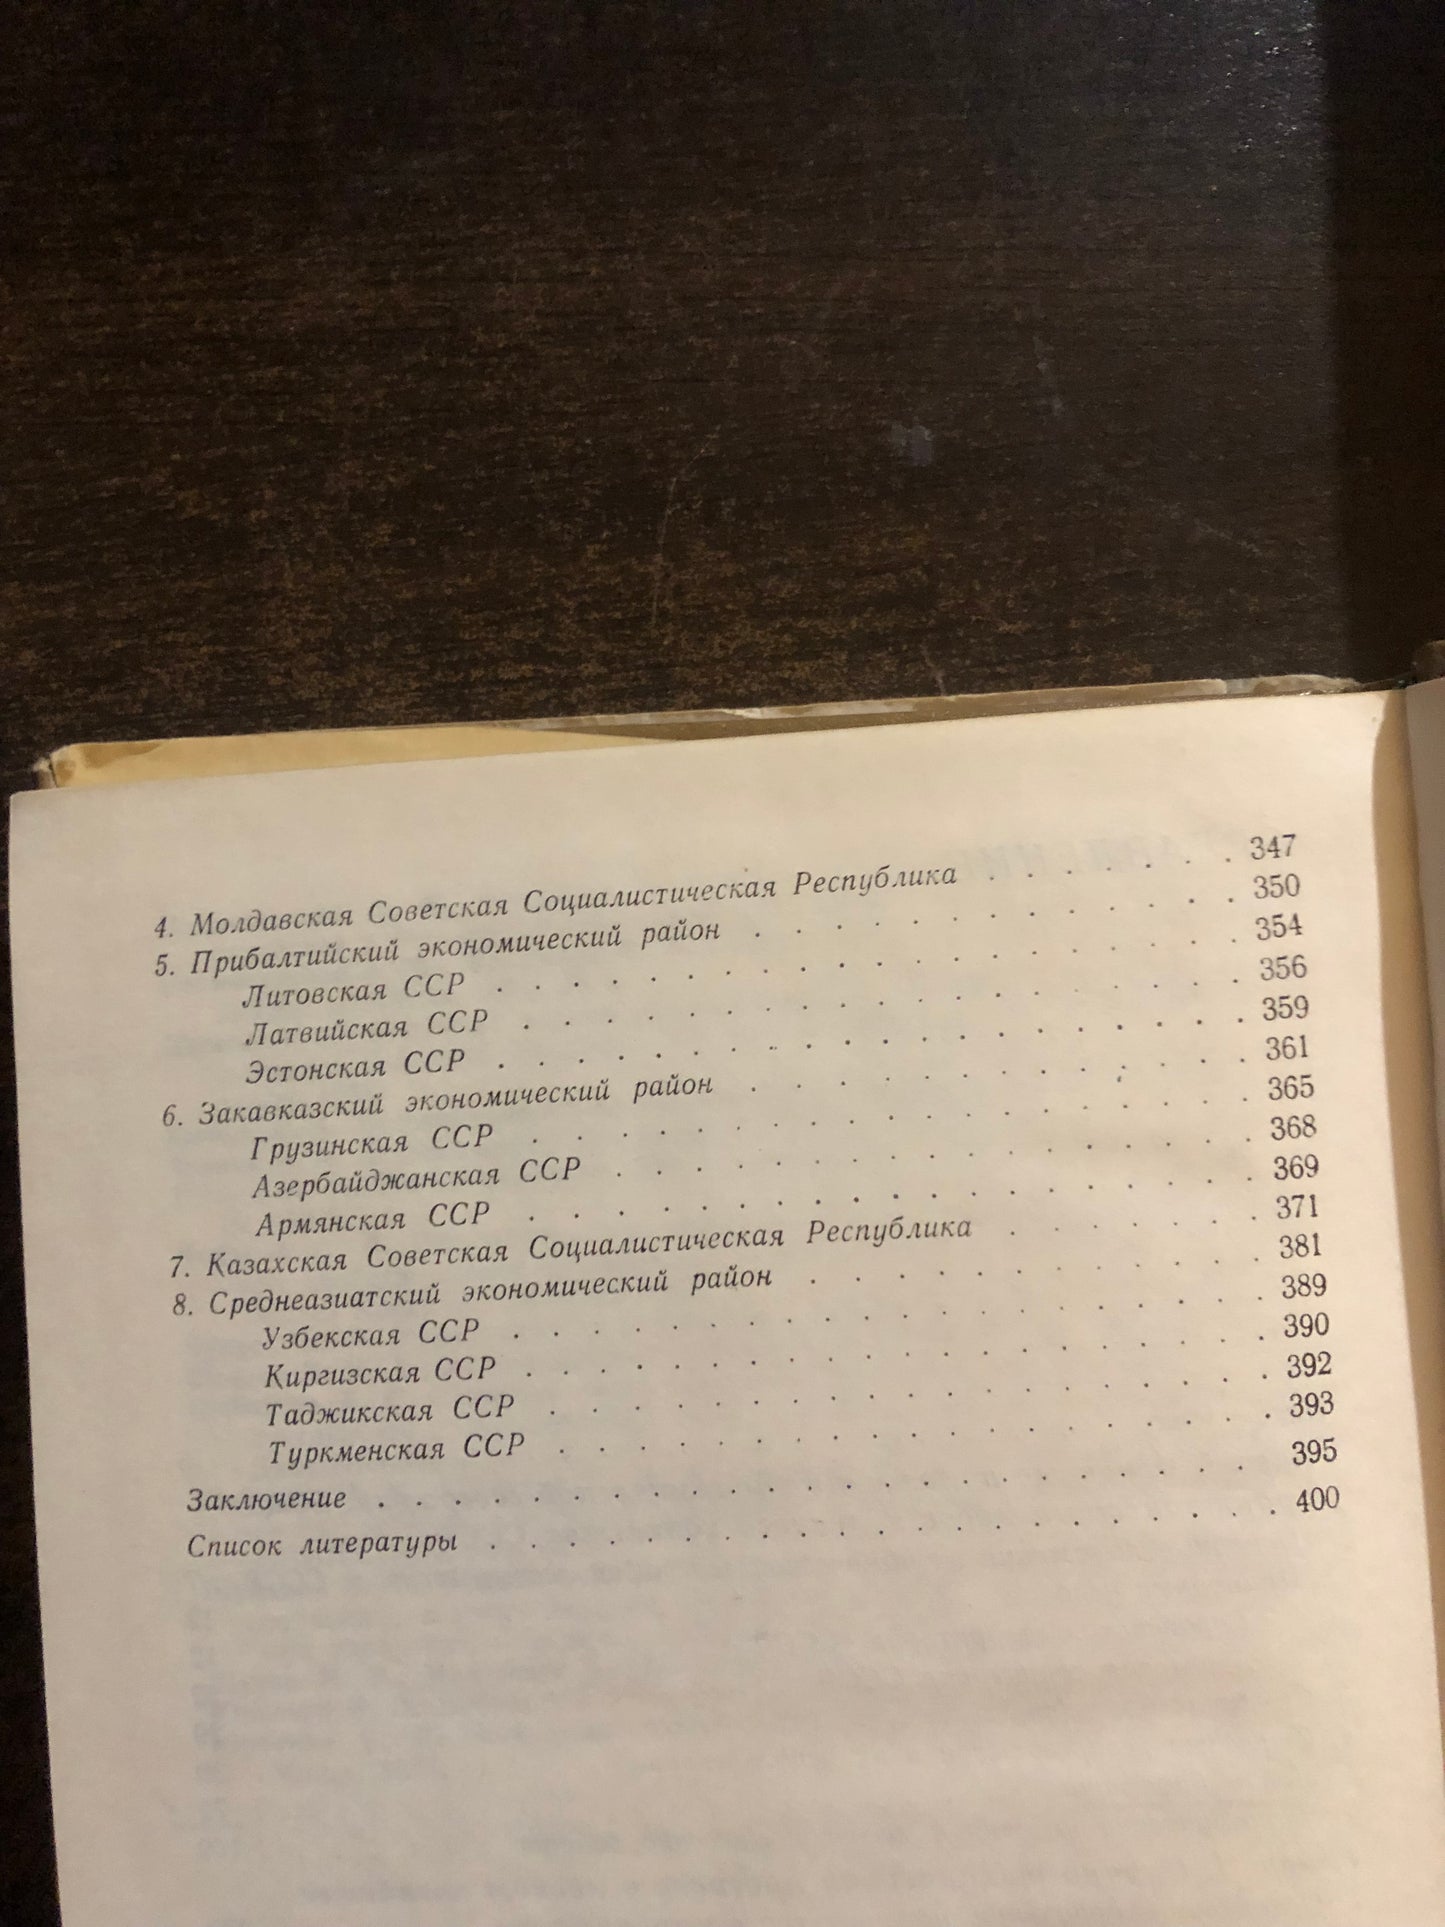 4. Молдавская Советская Социалистическая Республика . . . . . . . 347
5. Прибалтийский экономический район . . . . . . . . . . . . . 350
Литовская ССР . . . . . . . . . . . . . . . . . . . 354
Латвийская ССР . . . . . . . . . . . . . . . . . . . 356
Эстонская ССР . . . . . . . . . . . . . . . . . . . . 359
6. Закавказский экономический район . . . . . . . . . . . . . 361
Грузинская ССР . . . . . . . . . . . . . . . . . . . 365
Азербайджанская ССР . . . . . . . . . . . . . . . . . 368
Армянская ССР . . . . . . . . . . . . . . . . . . . 369
7. Казахская Советская Социалистическая Республика . . . . . . . 371
8. Среднеазиатский экономический район . . . . . . . . . . . . 381
Узбекская ССР . . . . . . . . . . . . . . . . . . . . 389
Киргизская ССР . . . . . . . . . . . . . . . . . . . . 390
Таджикская ССР . . . . . . . . . . . . . . . . . . . 392
Туркменская ССР . . . . . . . . . . . . . . . . . . . 393
Заключение . . . . . . . . . . . . . . . . . . . . . . . 395
Список литературы . . . . . . . . . . . . . . . . . . . . . 400